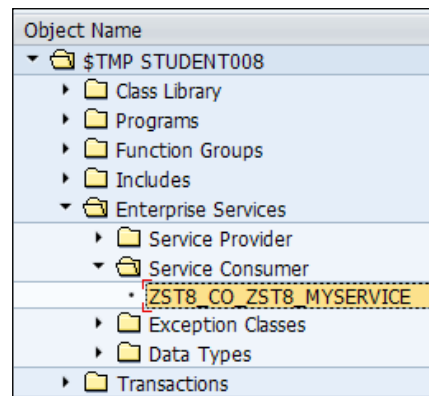 Object Name
$TMP STUDENT008
Class Library
Programs
Function Groups
Includes
Enterprise Services
Service Provider
Service Consumer
ZST8_CO_ZST8_MYSERVICE
Exception Classes
Data Types
Transactions